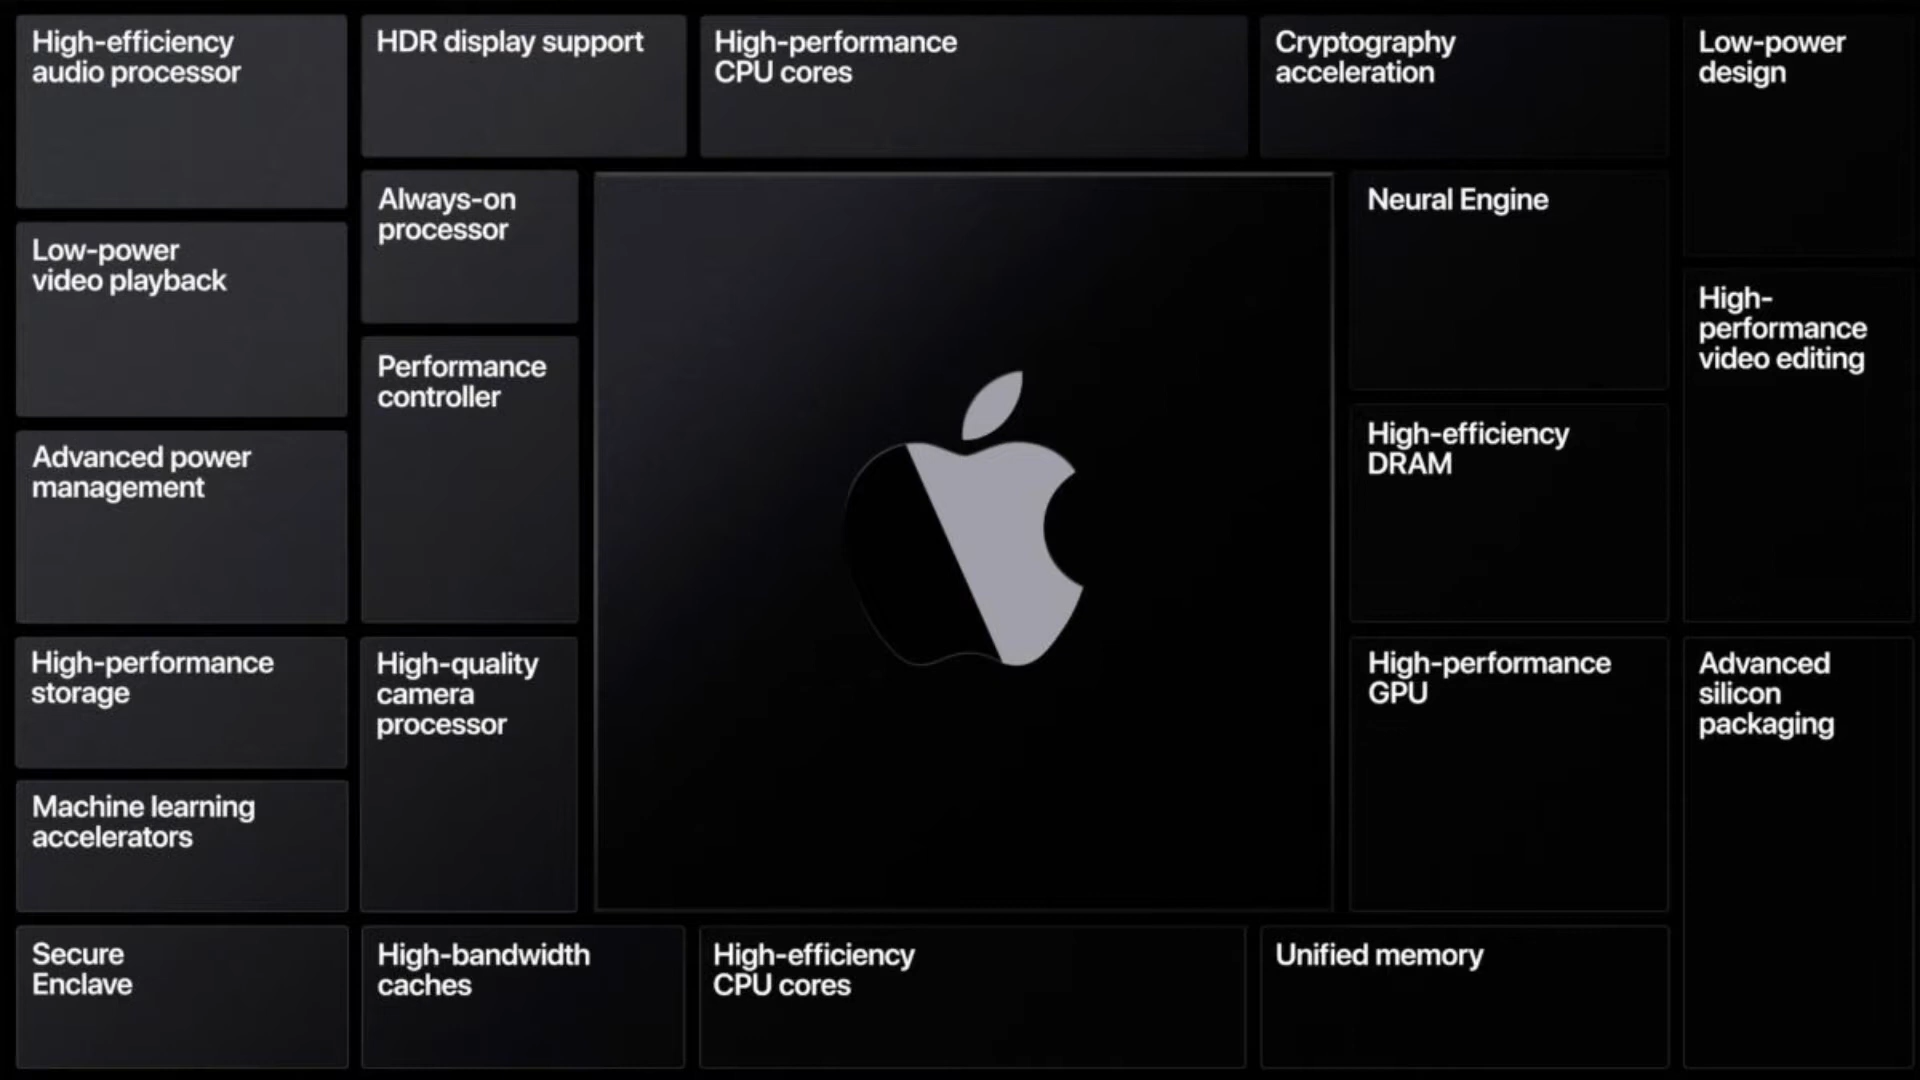 High-efficiency
audio processor
HDR display support
High-performance
CPU cores
Cryptography
acceleration
Low-power
design
Low-power
video playback
Always-on
processor
Neural Engine
High-
performance
video editing
Performance
controller
Advanced power
management
High-efficiency
DRAM
High-performance
storage
High-quality
camera
processor
High-performance
GPU
Advanced
silicon
packaging
Machine learning
accelerators
Secure
Enclave
High-bandwidth
caches
High-efficiency
CPU cores
Unified memory